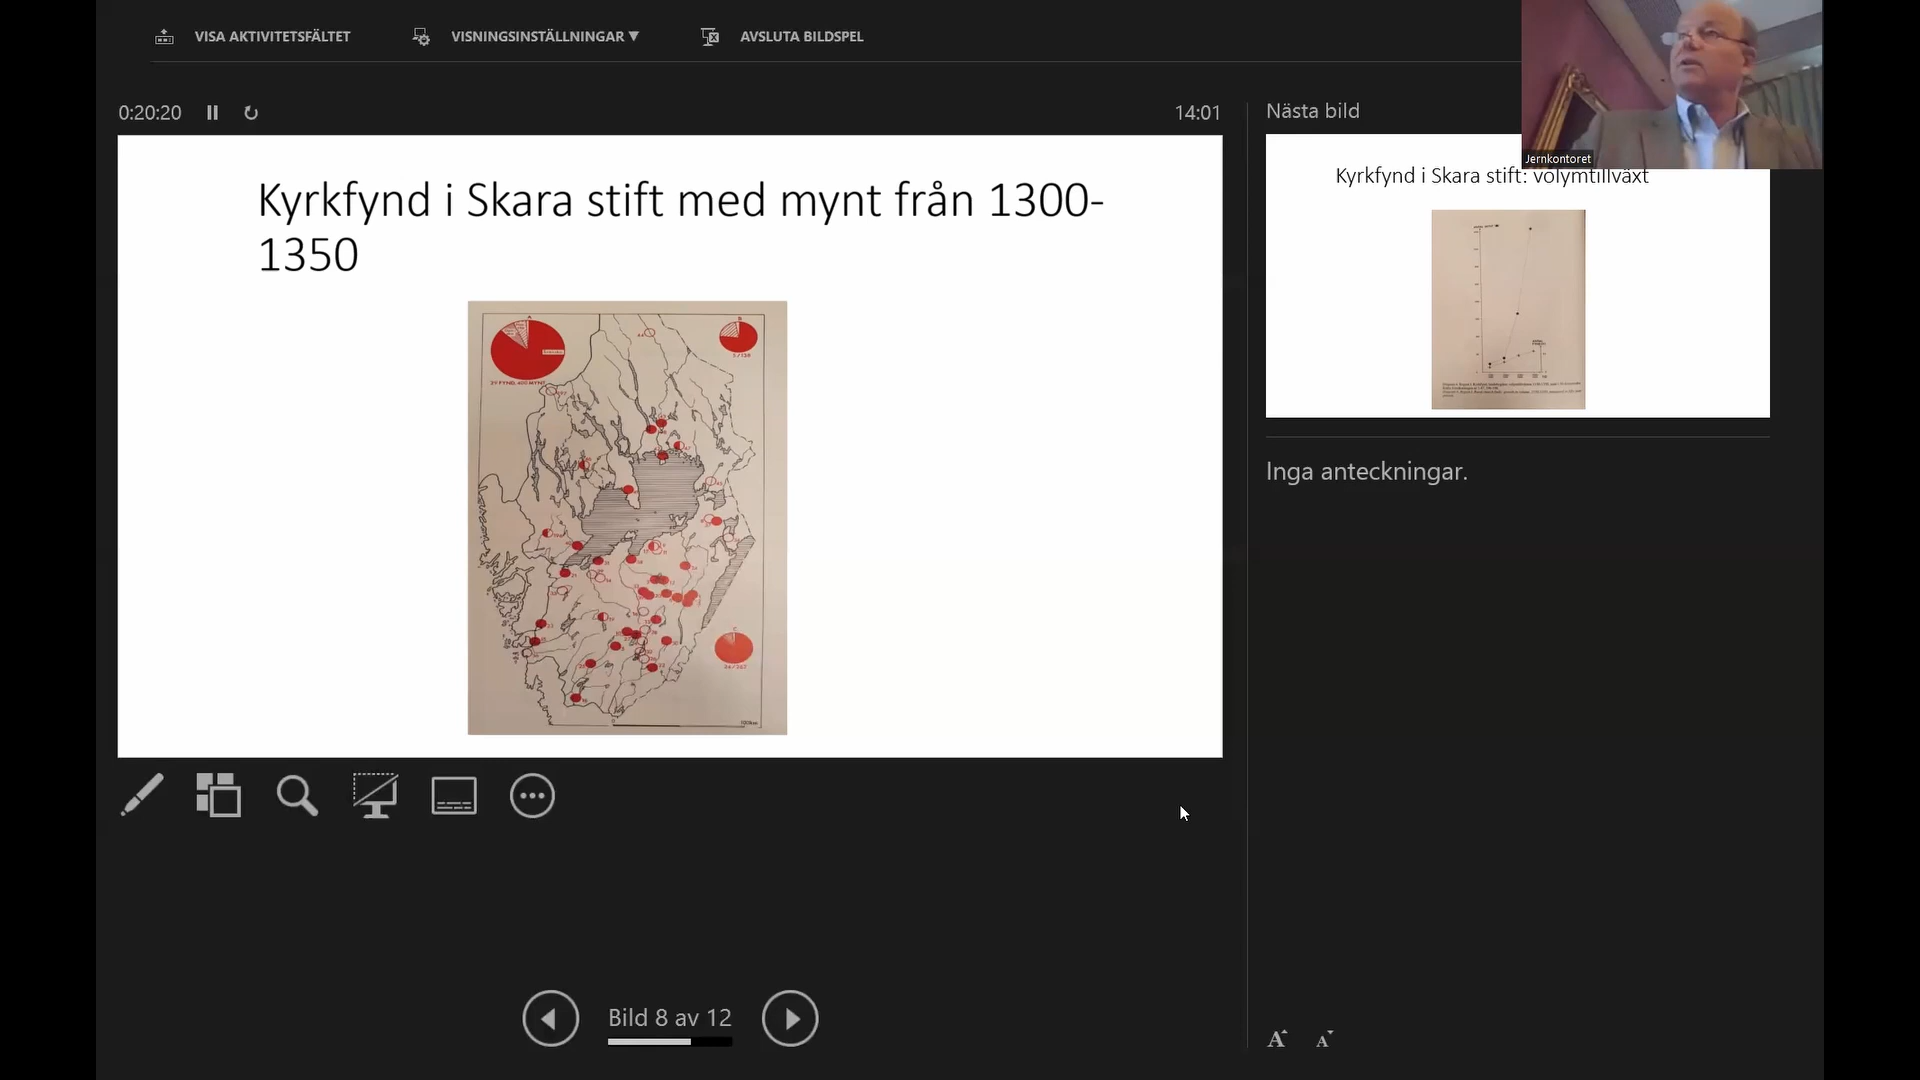 VISA AKTIVITETSFÄLTET
VISNINGSINSTÄLLNINGAR ▼
AVSLUTA BILDSPEL
Jernkontoret
0:20:20
14:01
Nästa bild
Kyrkfynd i Skara stift med mynt från 1300-
1350
Kyrkfynd i Skara stift: volymtillväxt
Inga anteckningar.
Bild 8 av 12